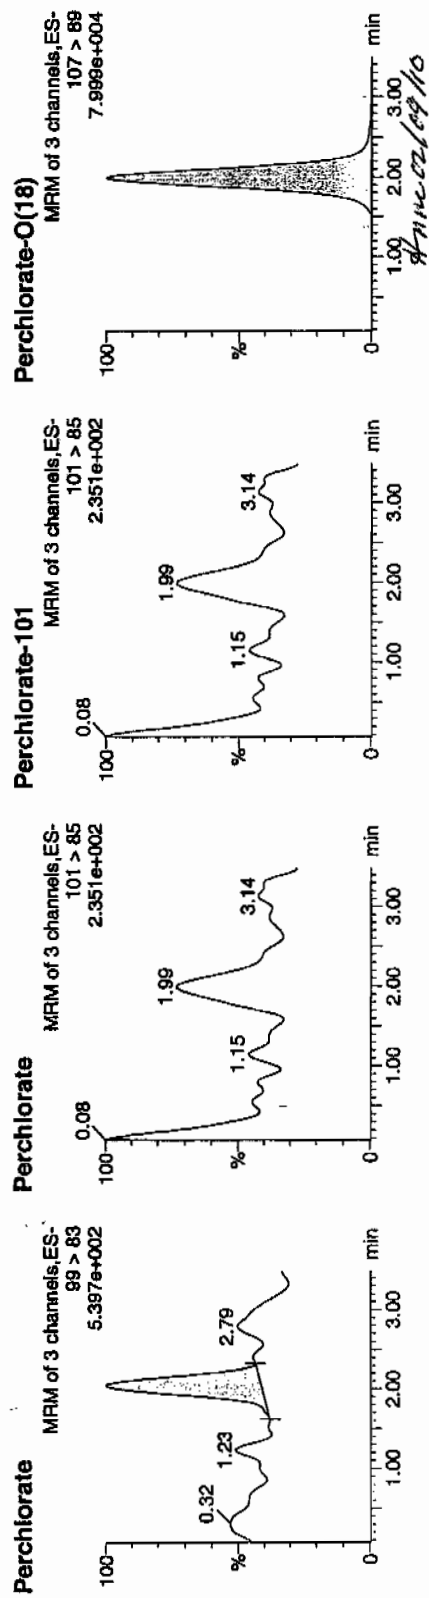 Perchlorate
MRM of 3 channels,ES-
99 > 83
5.397e+002
100
%
0
0.32
1.23
2.79
1.00
2.00
3.00
min
Perchlorate
MRM of 3 channels,ES-
101 > 85
2.351e+002
100
%
0
0.08
1.15
1.99
3.14
1.00
2.00
3.00
min
Perchlorate-101
MRM of 3 channels,ES-
101 > 85
2.351e+002
100
%
0
0.08
1.15
1.99
3.14
1.00
2.00
3.00
min
Perchlorate-O(18)
MRM of 3 channels,ES-
107 > 89
7.999e+004
100
%
0
1.00
2.00
3.00
min
02/09/10